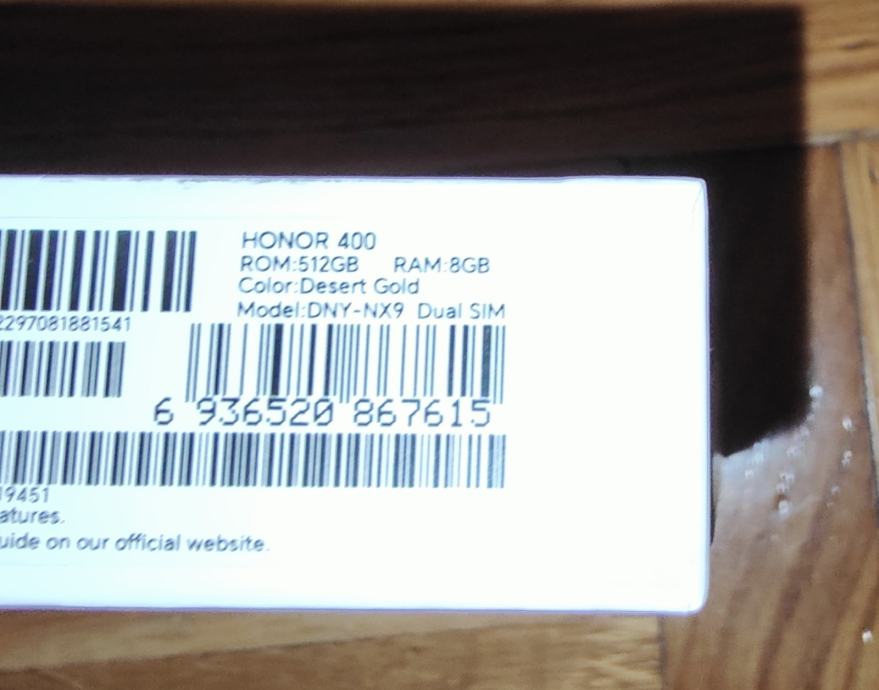 HONOR 400
ROM:512GB RAM:8GB
Color:Desert Gold
Model:DNY-NX9 Dual SIM
2297081881541
6 936520 867615
19451
atures.
uide on our official website.